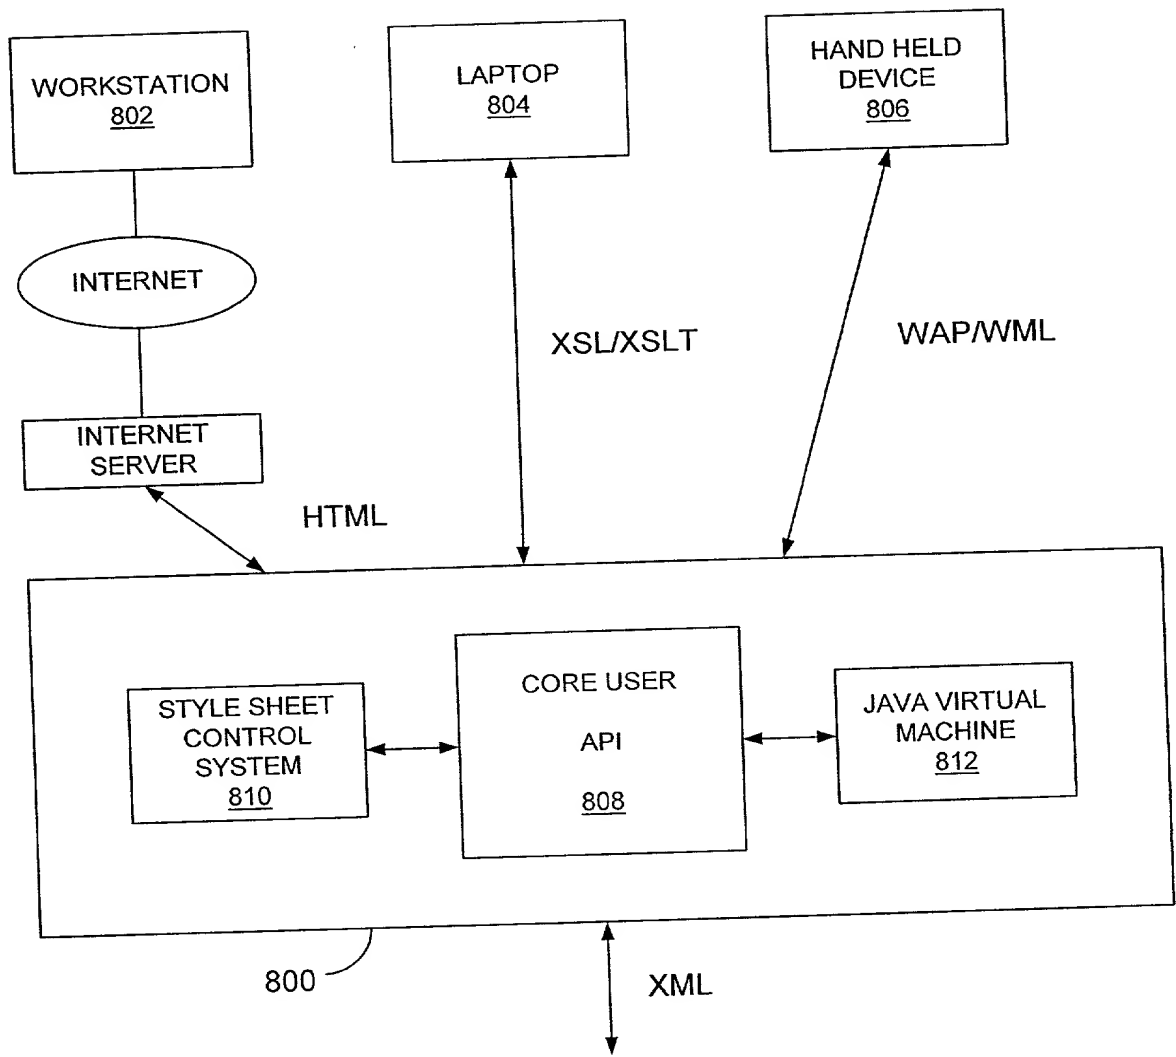 WORKSTATION
802
LAPTOP
804
HAND HELD
DEVICE
806
INTERNET
XSL/XSLT
WAP/WML
INTERNET
SERVER
HTML
STYLE SHEET
CONTROL
SYSTEM
810
CORE USER
API
808
JAVA VIRTUAL
MACHINE
812
800
XML